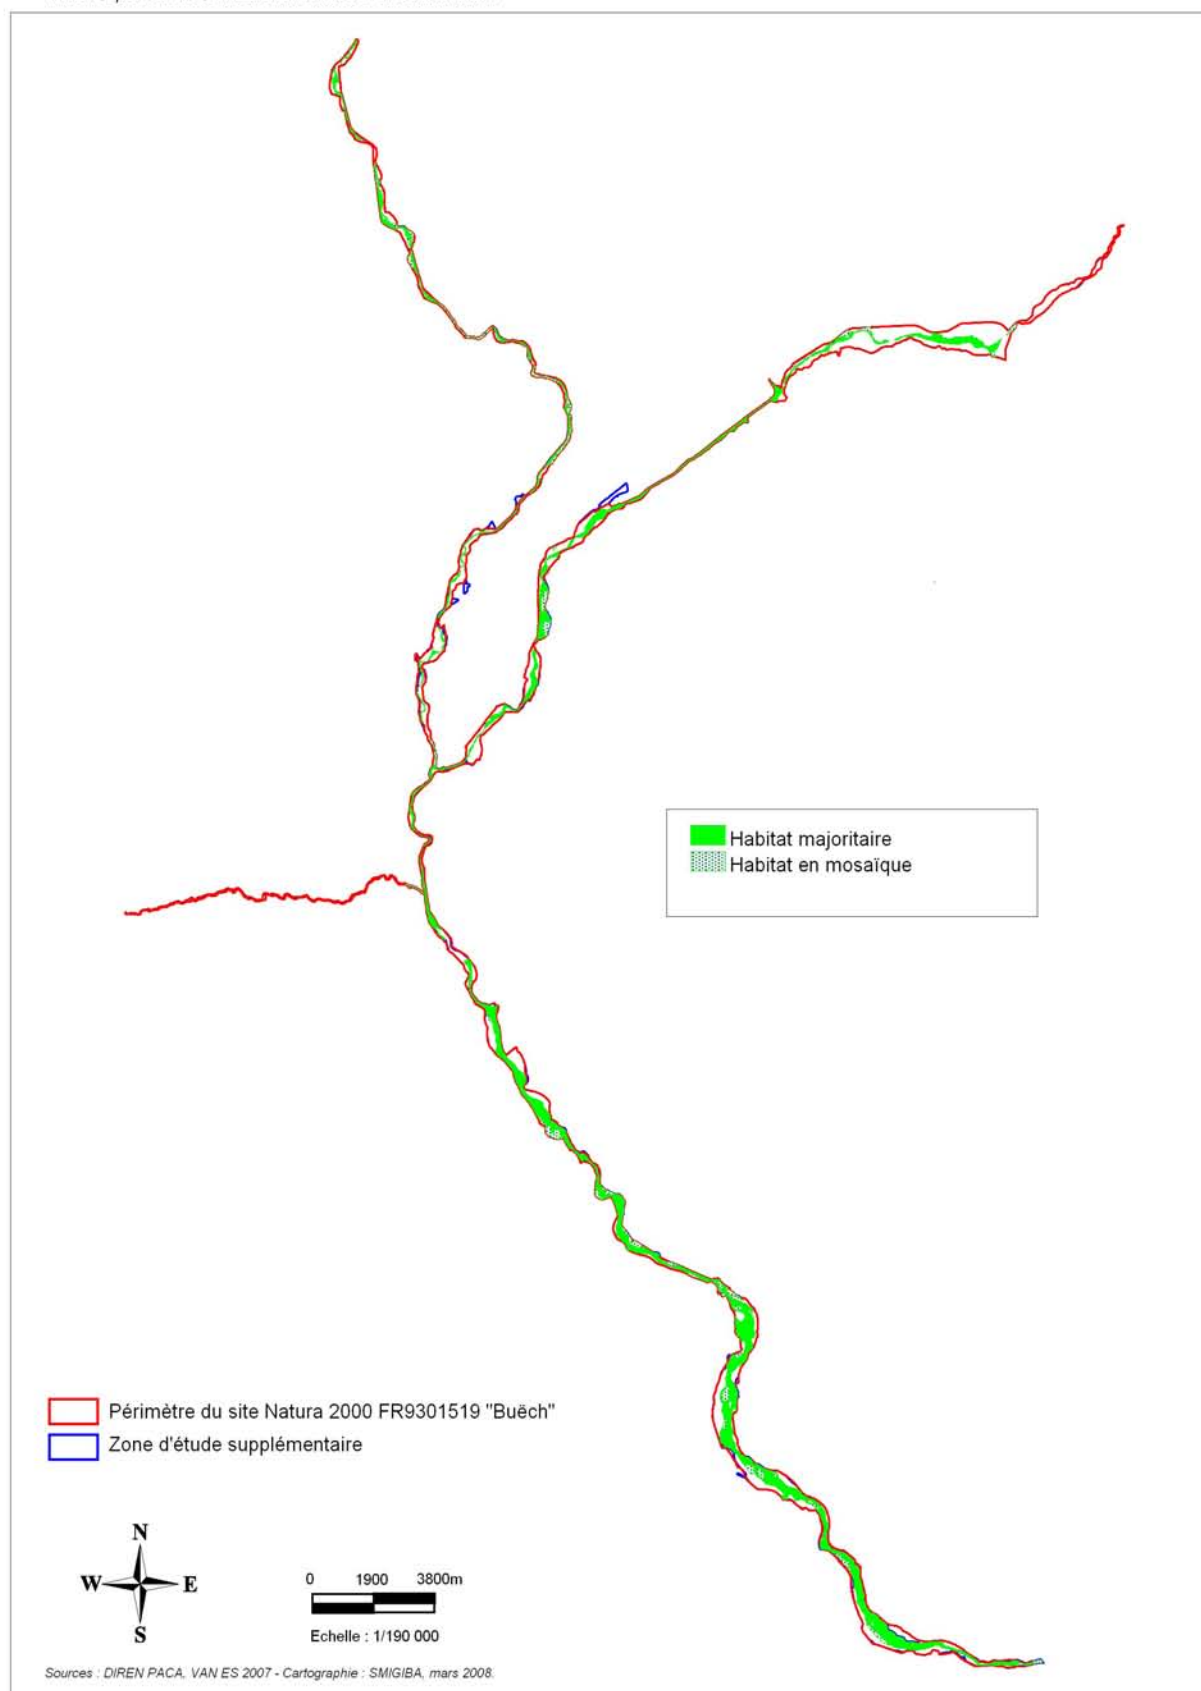 Habitat majoritaire
Habitat en mosaïque
Périmètre du site Natura 2000 FR9301519 "Buëch"
Zone d'étude supplémentaire
N
W E
S
0 1900 3800m
Echelle : 1/190 000
Sources : DIREN PACA, VAN ES 2007 - Cartographie : SMIGIBA, mars 2008.